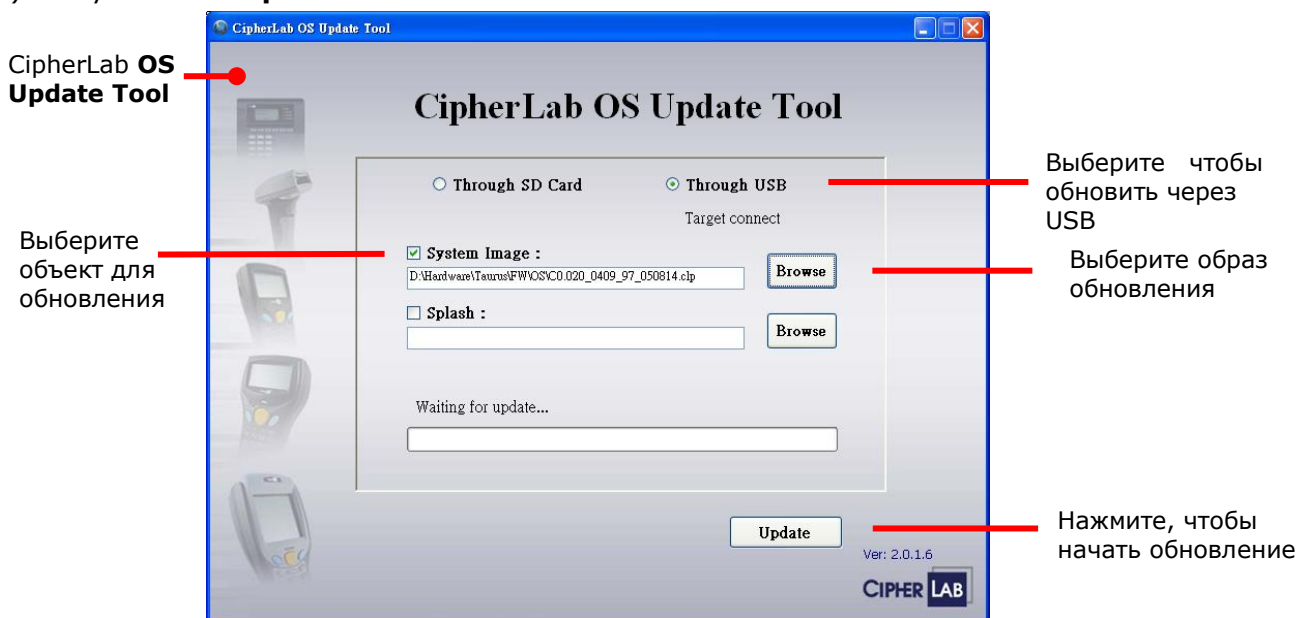 CipherLab OS Update Tool
CipherLab OS
Update Tool
CipherLab OS Update Tool
Through SD Card
Through USB
Target connect
Выберите чтобы
обновить через
USB
Выберите
объект для
обновления
System Image :
D:\Hardware\Taurus\FW\OS\C0.020_0409_97_050814.clp
Browse
Выберите образ
обновления
Splash :
Browse
Waiting for update...
Update
Нажмите, чтобы
начать обновление
Ver: 2.0.1.6
CIPHER LAB